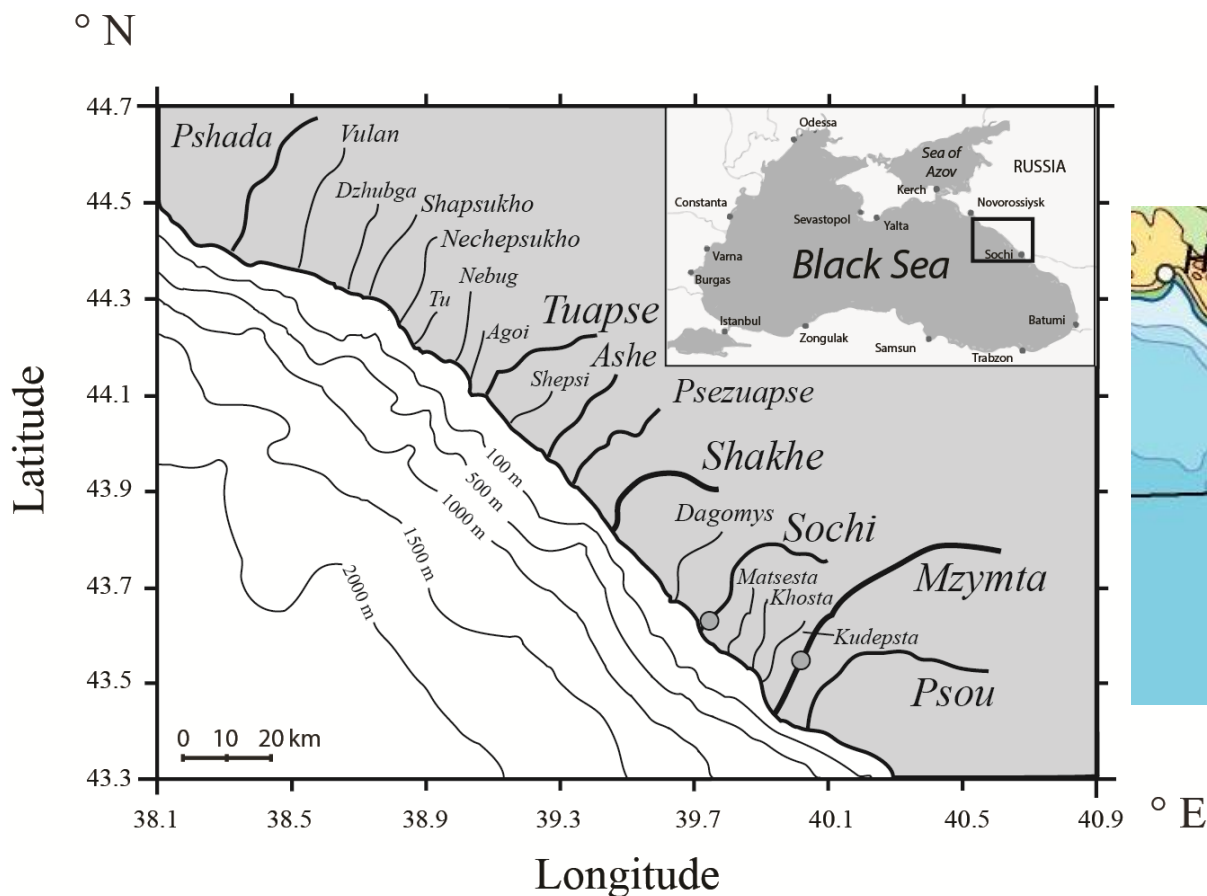 ° N
44.7
44.5
44.3
44.1
43.9
43.7
43.5
43.3
Latitude
Pshada
Vulan
Dzhubga
Shapsukho
Nechepsukho
Tu
Nebug
Agoi
Tuapse
Shepsi
Ashe
Psezuapse
Shakhe
Dagomys
Sochi
Matsesta
Khosta
Kudepsta
Mzymta
Psou
100 m
500 m
1000 m
1500 m
2000 m
0 10 20 km
Odessa
Sea of
Azov
RUSSIA
Kerch
Constanta
Novorossiysk
Sevastopol
Yalta
Varna
Black Sea
Sochi
Burgas
Istanbul
Zongulak
Samsun
Trabzon
Batumi
38.1
38.5
38.9
39.3
39.7
40.1
40.5
40.9
° E
Longitude